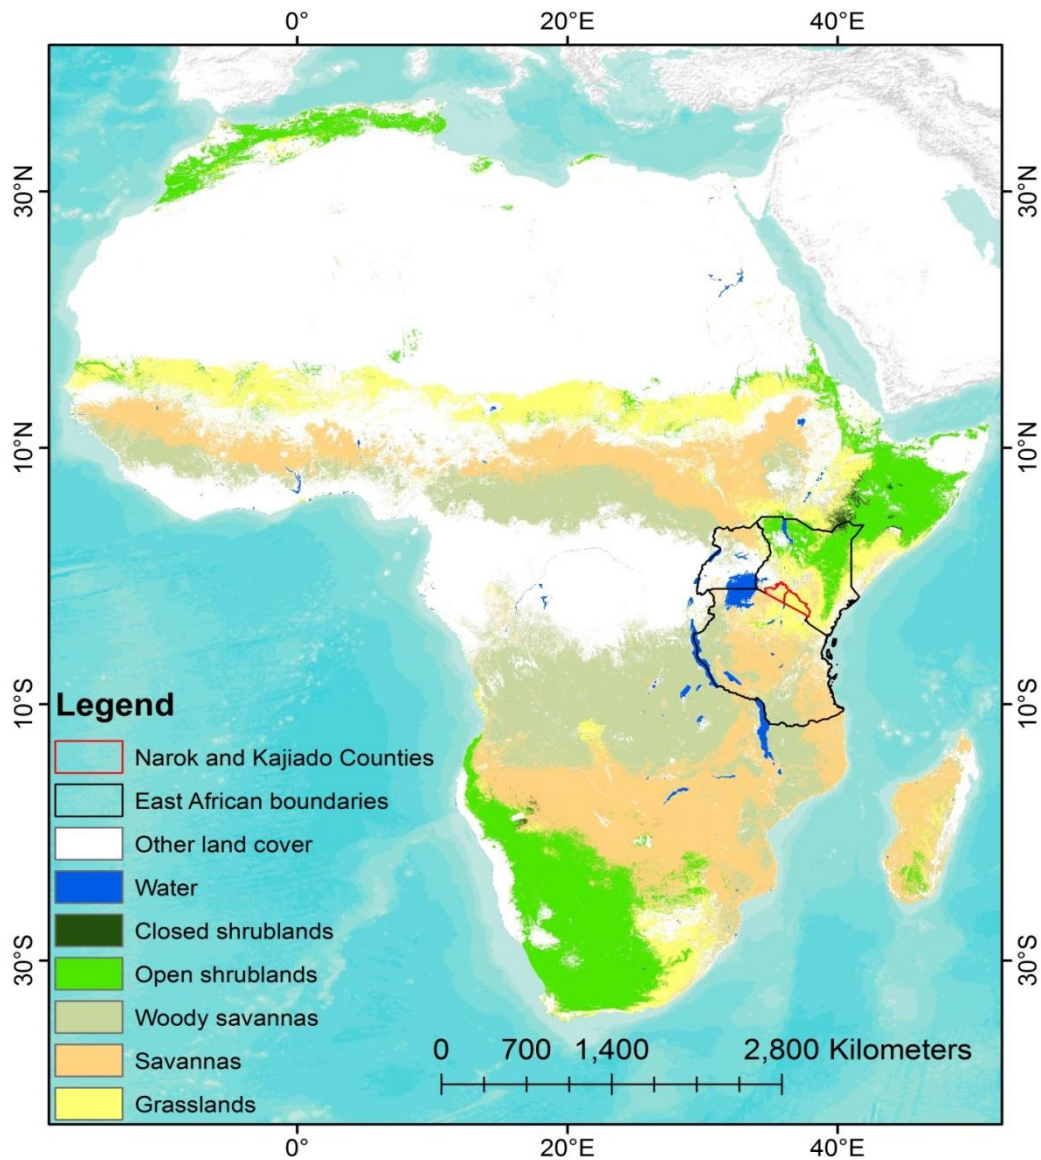 0° 20°E 40°E
30°N 30°N
10°N 10°N
10°S 10°S
30°S 30°S
Legend
Narok and Kajiado Counties
East African boundaries
Other land cover
Water
Closed shrublands
Open shrublands
Woody savannas
Savannas
Grasslands
0 700 1,400 2,800 Kilometers
0° 20°E 40°E